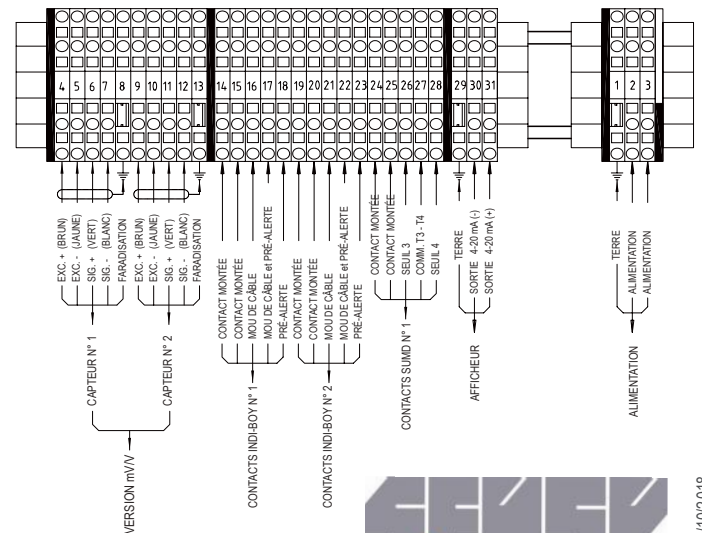 4 5 6 7 8 9 10 11 12 13 14 15 16 17 18 19 20 21 22 23 24 25 26 27 28 29 30 31
1 2 3
EXC. + (BRUN)
EXC. - (JAUNE)
SIG. + (VERT)
SIG. - (BLANC)
FARADISATION
EXC. + (BRUN)
EXC. - (JAUNE)
SIG. + (VERT)
SIG. - (BLANC)
FARADISATION
CONTACT MONTÉE
CONTACT MONTÉE
MOU DE CÂBLE
MOU DE CÂBLE et PRÉ-ALERTE
PRÉ-ALERTE
CONTACT MONTÉE
CONTACT MONTÉE
MOU DE CÂBLE
MOU DE CÂBLE et PRÉ-ALERTE
PRÉ-ALERTE
CONTACT MONTÉE
CONTACT MONTÉE
SEUIL 3
COMM. T3 - T4
SEUIL 4
TERRE
SORTIE 4-20 mA (-)
SORTIE 4-20 mA (+)
TERRE
ALIMENTATION
ALIMENTATION
CAPTEUR N° 1
CAPTEUR N° 2
VERSION mV/V
CONTACTS INDI-BOY N° 1
CONTACTS INDI-BOY N° 2
CONTACTS SUMD N° 1
AFFICHEUR
ALIMENTATION